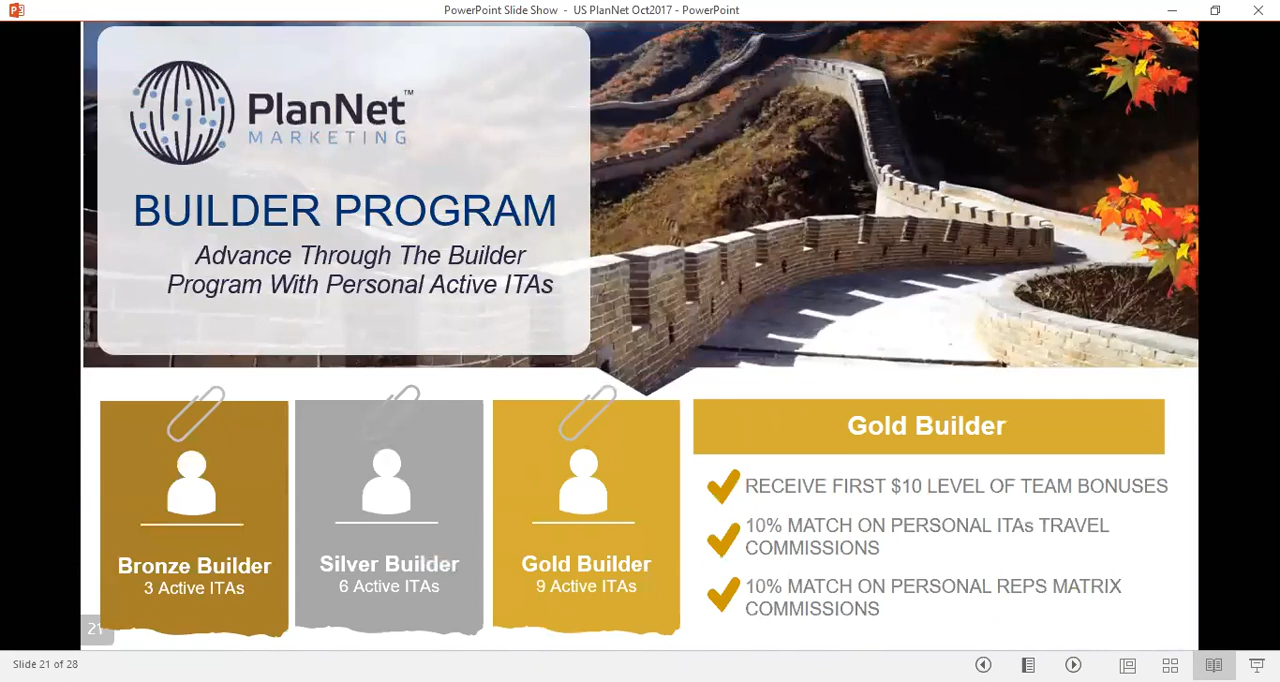 PowerPoint Slide Show - US PlanNet Oct2017 - PowerPoint
PlanNet™
MARKETING
BUILDER PROGRAM
Advance Through The Builder
Program With Personal Active ITAs
Bronze Builder
3 Active ITAs
Silver Builder
6 Active ITAs
Gold Builder
9 Active ITAs
Gold Builder
RECEIVE FIRST $10 LEVEL OF TEAM BONUSES
10% MATCH ON PERSONAL ITAs TRAVEL
COMMISSIONS
10% MATCH ON PERSONAL REPS MATRIX
COMMISSIONS
21
Slide 21 of 28